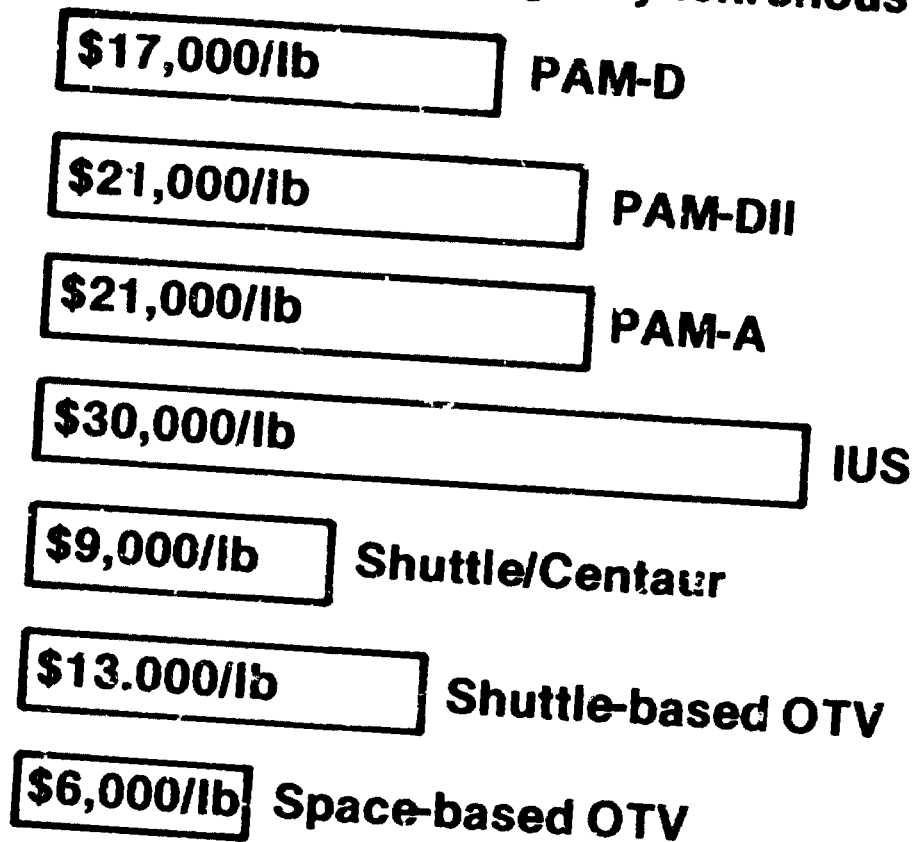 $17,000/lb PAM-D
$21,000/lb PAM-DII
$21,000/lb PAM-A
$30,000/lb IUS
$9,000/lb Shuttle/Centaur
$13.000/lb Shuttle-based OTV
$6,000/lb Space-based OTV